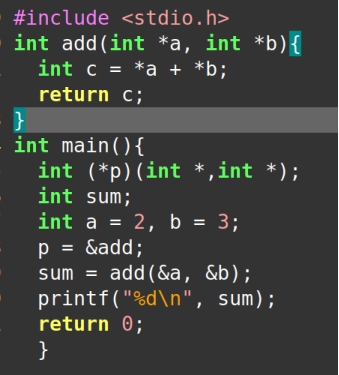 #include <stdio.h>
int add(int *a, int *b){
  int c = *a + *b;
  return c;
}
int main(){
  int (*p)(int *,int *);
  int sum;
  int a = 2, b = 3;
  p = &add;
  sum = add(&a, &b);
  printf("%d\n", sum);
  return 0;
  }